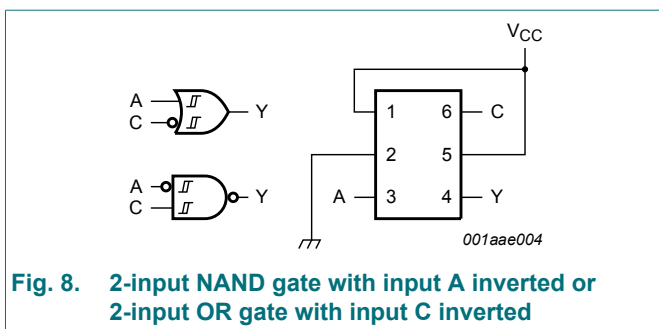 VCC
A
C
Y
A
C
Y
1 6 C
2 5
A 3 4 Y
001aae004
Fig. 8. 2-input NAND gate with input A inverted or
2-input OR gate with input C inverted